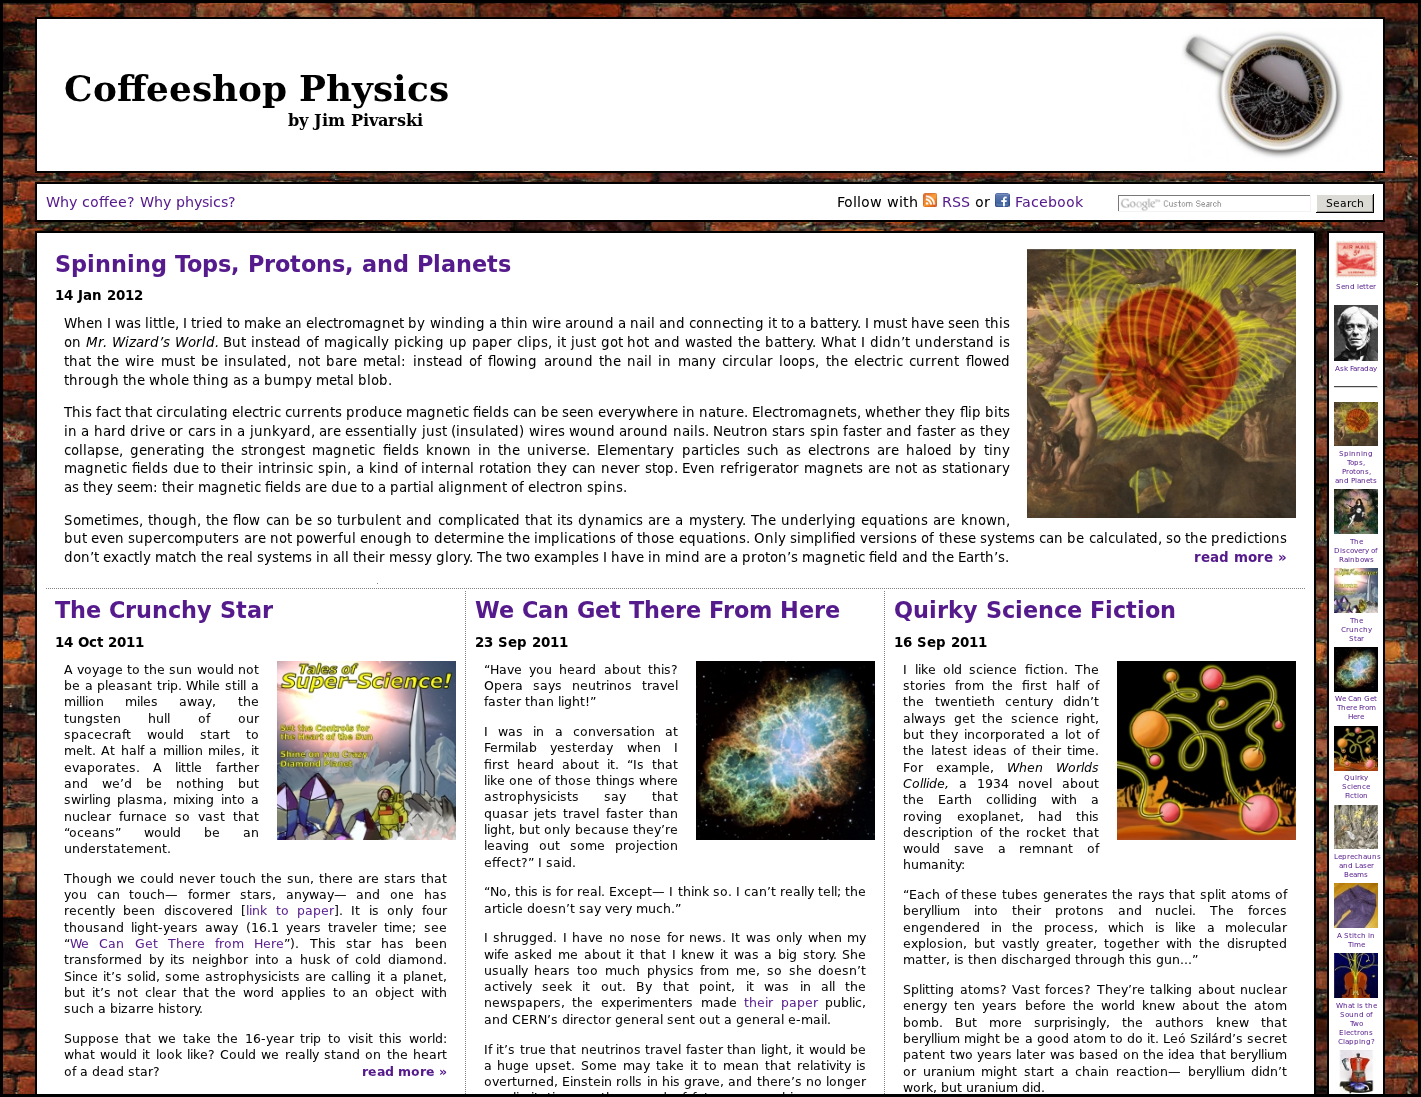 Coffeeshop Physics
by Jim Pivarski
Why coffee? Why physics?
Follow with RSS or Facebook
Google™ Custom Search
Search
Spinning Tops, Protons, and Planets
14 Jan 2012
When I was little, I tried to make an electromagnet by winding a thin wire around a nail and connecting it to a battery. I must have seen this
on Mr. Wizard’s World. But instead of magically picking up paper clips, it just got hot and wasted the battery. What I didn’t understand is
that the wire must be insulated, not bare metal: instead of flowing around the nail in many circular loops, the electric current flowed
through the whole thing as a bumpy metal blob.
This fact that circulating electric currents produce magnetic fields can be seen everywhere in nature. Electromagnets, whether they flip bits
in a hard drive or cars in a junkyard, are essentially just (insulated) wires wound around nails. Neutron stars spin faster and faster as they
collapse, generating the strongest magnetic fields known in the universe. Elementary particles such as electrons are haloed by tiny
magnetic fields due to their intrinsic spin, a kind of internal rotation they can never stop. Even refrigerator magnets are not as stationary
as they seem: their magnetic fields are due to a partial alignment of electron spins.
Sometimes, though, the flow can be so turbulent and complicated that its dynamics are a mystery. The underlying equations are known,
but even supercomputers are not powerful enough to determine the implications of those equations. Only simplified versions of these systems can be calculated, so the predictions
don’t exactly match the real systems in all their messy glory. The two examples I have in mind are a proton’s magnetic field and the Earth’s.
read more »
The Crunchy Star
14 Oct 2011
A voyage to the sun would not
be a pleasant trip. While still a
million miles away, the
tungsten hull of our
spacecraft would start to
melt. At half a million miles, it
evaporates. A little farther
and we’d be nothing but
swirling plasma, mixing into a
nuclear furnace so vast that
“oceans” would be an
understatement.
Tales of
Super-Science!
Set the Controls for
the Heart of the Sun
Shine on you Crazy
Diamond Planet
Though we could never touch the sun, there are stars that
you can touch— former stars, anyway— and one has
recently been discovered [link to paper]. It is only four
thousand light-years away (16.1 years traveler time; see
“We Can Get There from Here”). This star has been
transformed by its neighbor into a husk of cold diamond.
Since it’s solid, some astrophysicists are calling it a planet,
but it’s not clear that the word applies to an object with
such a bizarre history.
Suppose that we take the 16-year trip to visit this world:
what would it look like? Could we really stand on the heart
of a dead star?
read more »
We Can Get There From Here
23 Sep 2011
“Have you heard about this?
Opera says neutrinos travel
faster than light!”
I was in a conversation at
Fermilab yesterday when I
first heard about it. “Is that
like one of those things where
astrophysicists say that
quasar jets travel faster than
light, but only because they’re
leaving out some projection
effect?” I said.
“No, this is for real. Except— I think so. I can’t really tell; the
article doesn’t say very much.”
I shrugged. I have no nose for news. It was only when my
wife asked me about it that I knew it was a big story. She
usually hears too much physics from me, so she doesn’t
actively seek it out. By that point, it was in all the
newspapers, the experimenters made their paper public,
and CERN’s director general sent out a general e-mail.
If it’s true that neutrinos travel faster than light, it would be
a huge upset. Some may take it to mean that relativity is
overturned, Einstein rolls in his grave, and there’s no longer
Quirky Science Fiction
16 Sep 2011
I like old science fiction. The
stories from the first half of
the twentieth century didn’t
always get the science right,
but they incorporated a lot of
the latest ideas of their time.
For example, When Worlds
Collide, a 1934 novel about
the Earth colliding with a
roving exoplanet, had this
description of the rocket that
would save a remnant of
humanity:
“Each of these tubes generates the rays that split atoms of
beryllium into their protons and nuclei. The forces
engendered in the process, which is like a molecular
explosion, but vastly greater, together with the disrupted
matter, is then discharged through this gun...”
Splitting atoms? Vast forces? They’re talking about nuclear
energy ten years before the world knew about the atom
bomb. But more surprisingly, the authors knew that
beryllium might be a good atom to do it. Leó Szilárd’s secret
patent two years later was based on the idea that beryllium
or uranium might start a chain reaction— beryllium didn’t
work, but uranium did.
AIR MAIL
Send letter
Ask Faraday
Spinning
Tops,
Protons,
and Planets
The
Discovery of
Rainbows
The
Crunchy
Star
We Can Get
There From
Here
Quirky
Science
Fiction
Leprechauns
and Laser
Beams
A Stitch in
Time
What is the
Sound of
Two
Electrons
Clapping?